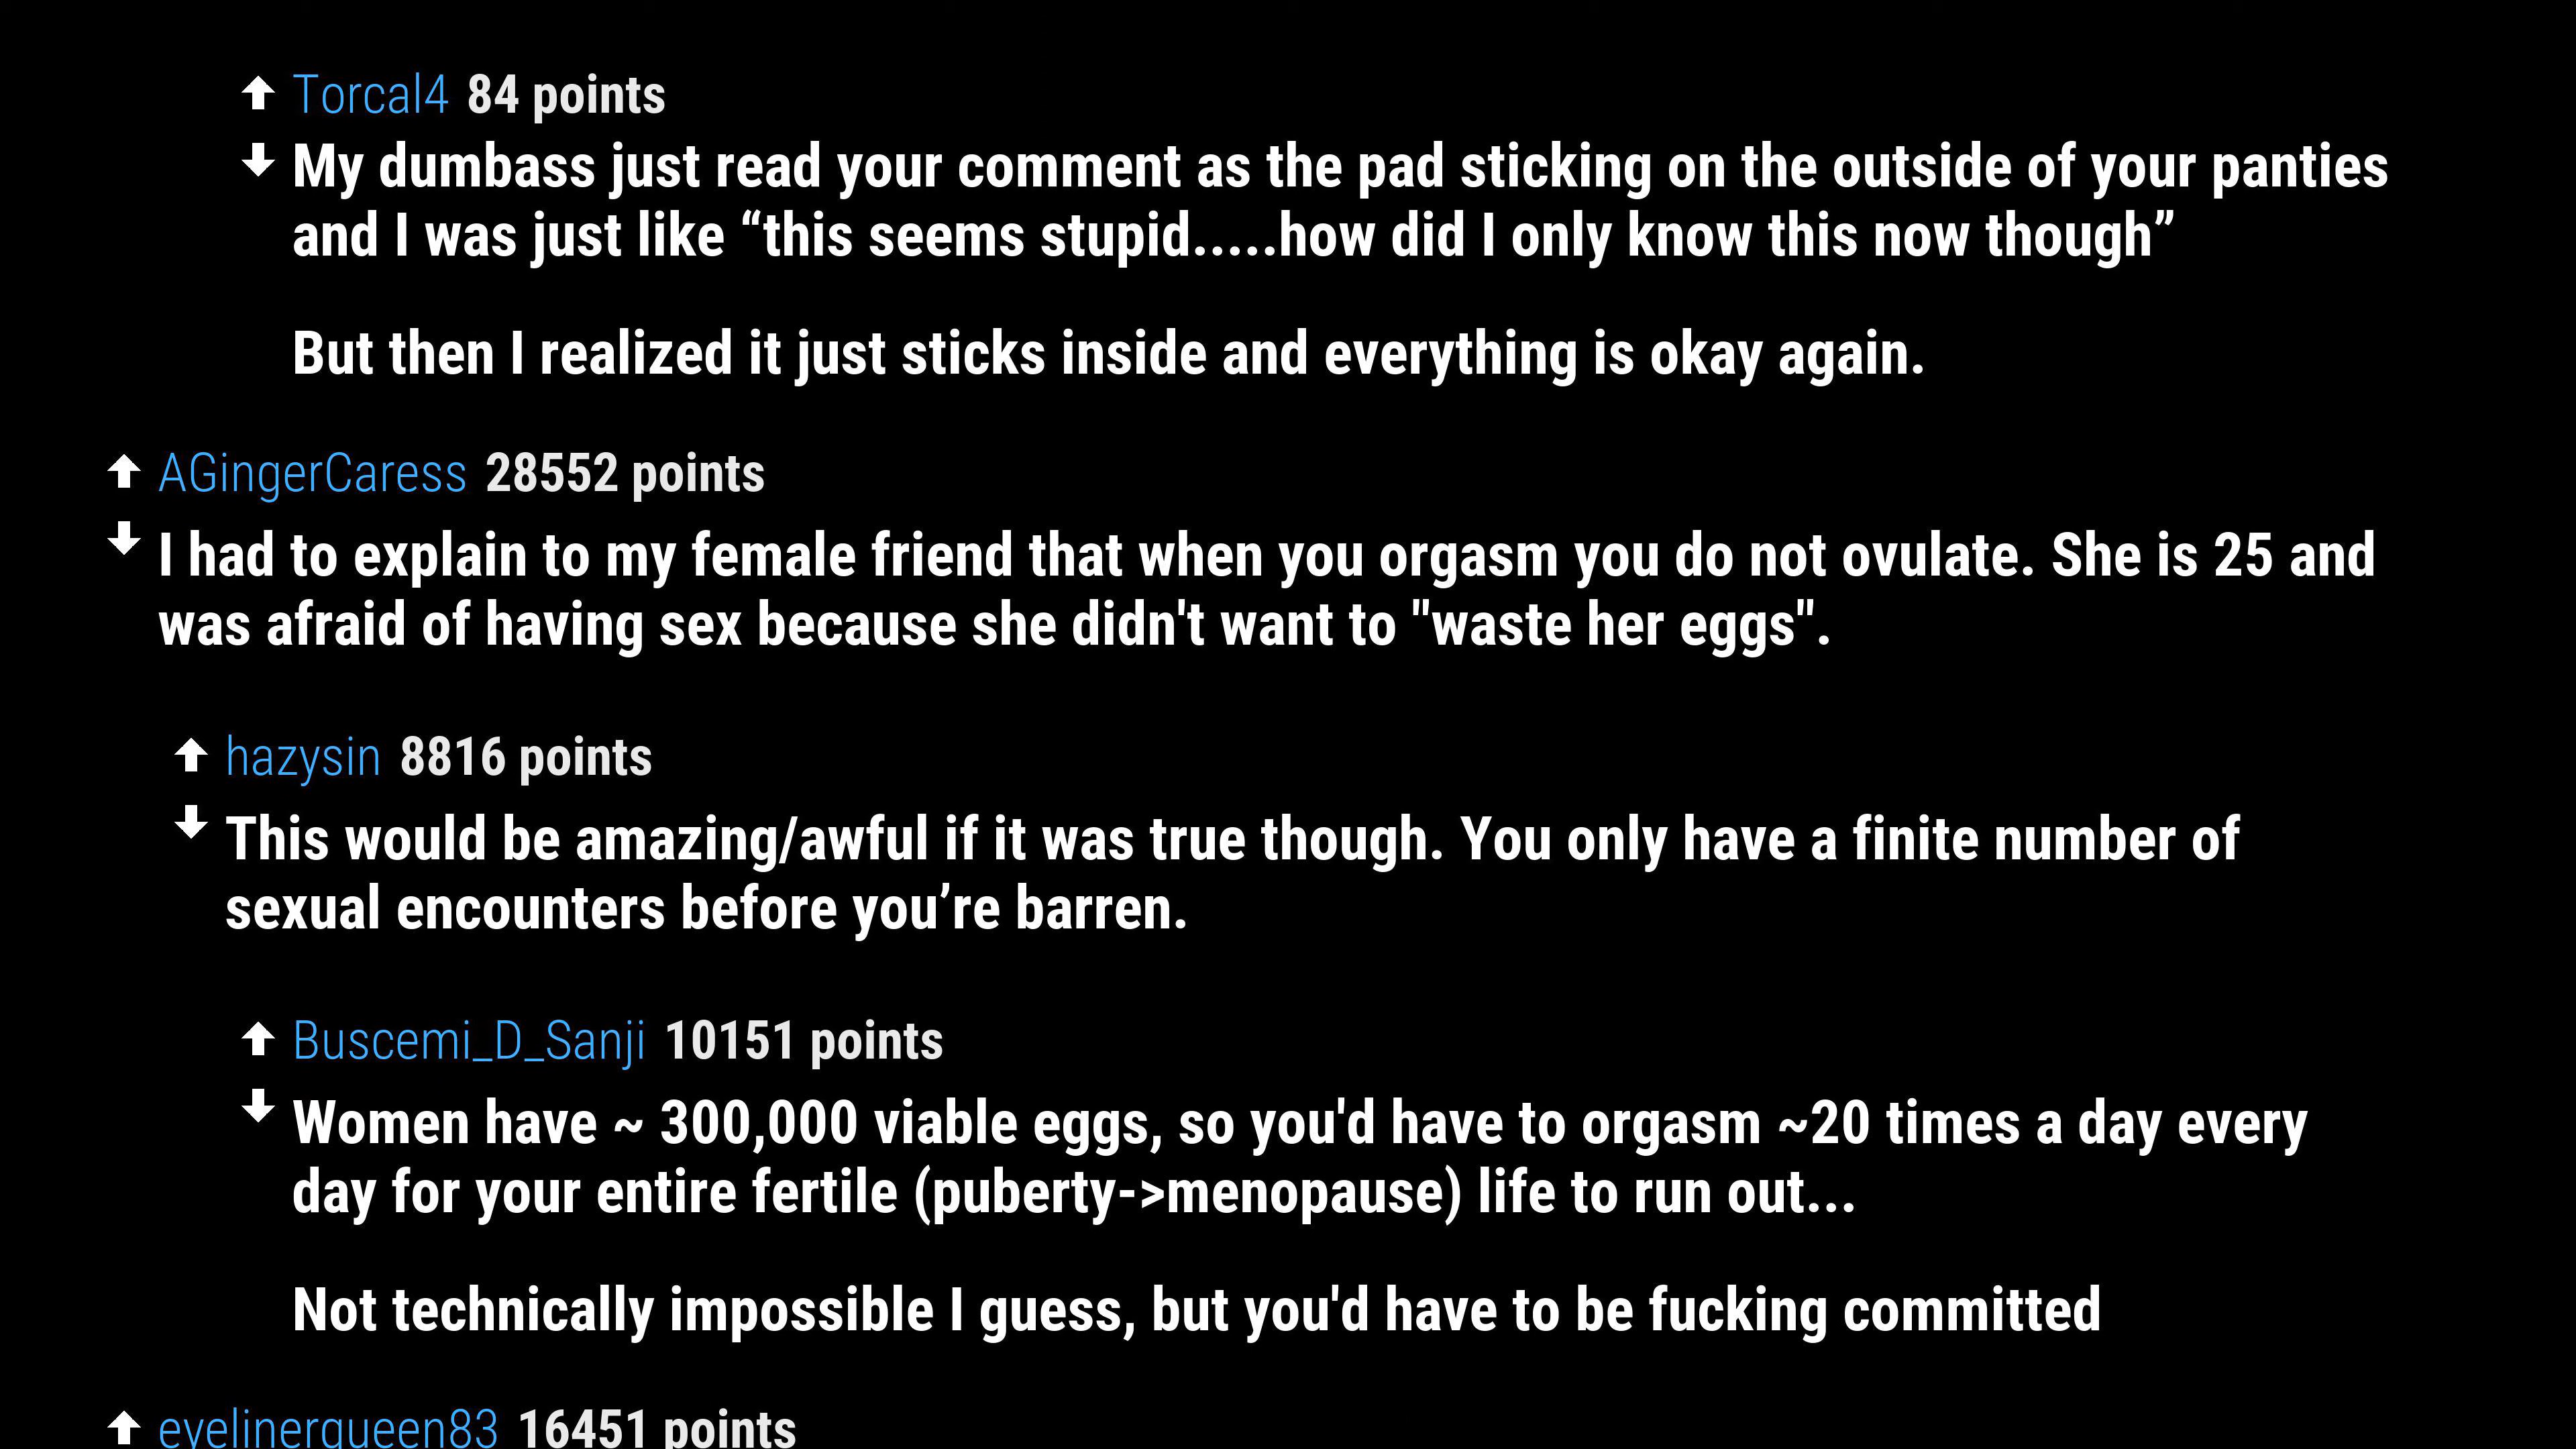 Torcal4 84 points
My dumbass just read your comment as the pad sticking on the outside of your panties
and I was just like “this seems stupid.....how did I only know this now though”
But then I realized it just sticks inside and everything is okay again.
AGingerCaress 28552 points
I had to explain to my female friend that when you orgasm you do not ovulate. She is 25 and
was afraid of having sex because she didn't want to "waste her eggs".
hazysin 8816 points
This would be amazing/awful if it was true though. You only have a finite number of
sexual encounters before you’re barren.
Buscemi_D_Sanji 10151 points
Women have ~ 300,000 viable eggs, so you'd have to orgasm ~20 times a day every
day for your entire fertile (puberty->menopause) life to run out...
Not technically impossible I guess, but you'd have to be fucking committed
eyelinerqueen83 16451 points